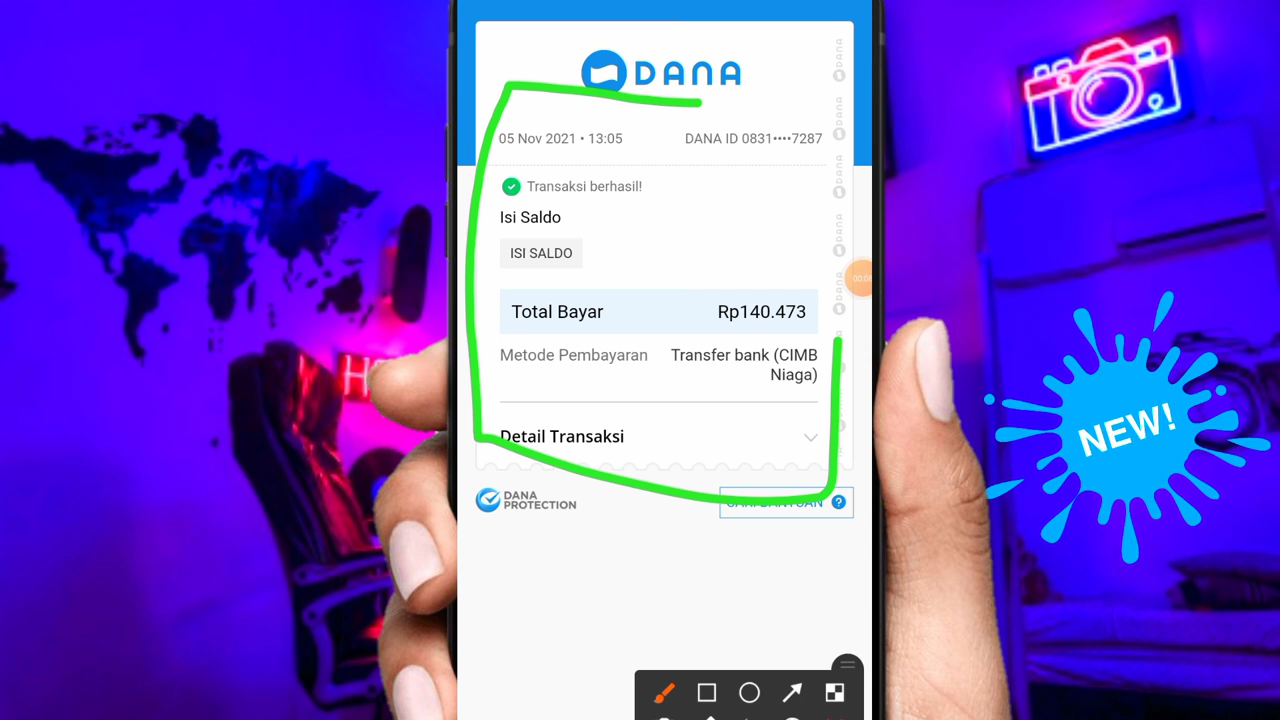 DANA
05 Nov 2021 • 13:05
DANA ID 0831••••7287
Transaksi berhasil!
Isi Saldo
ISI SALDO
Total Bayar
Rp140.473
Metode Pembayaran
Transfer bank (CIMB
Niaga)
Detail Transaksi
DANA
PROTECTION
?
NEW!